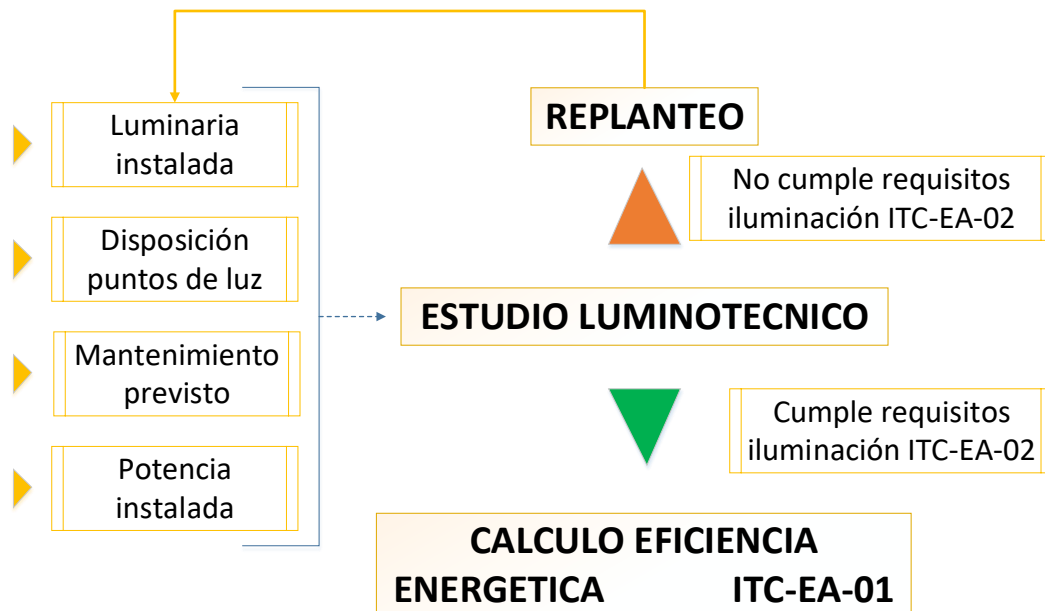 Luminaria
instalada
Disposición
puntos de luz
Mantenimiento
previsto
Potencia
instalada
REPLANTEO
No cumple requisitos
iluminación ITC-EA-02
ESTUDIO LUMINOTECNICO
Cumple requisitos
iluminación ITC-EA-02
CALCULO EFICIENCIA
ENERGETICA ITC-EA-01